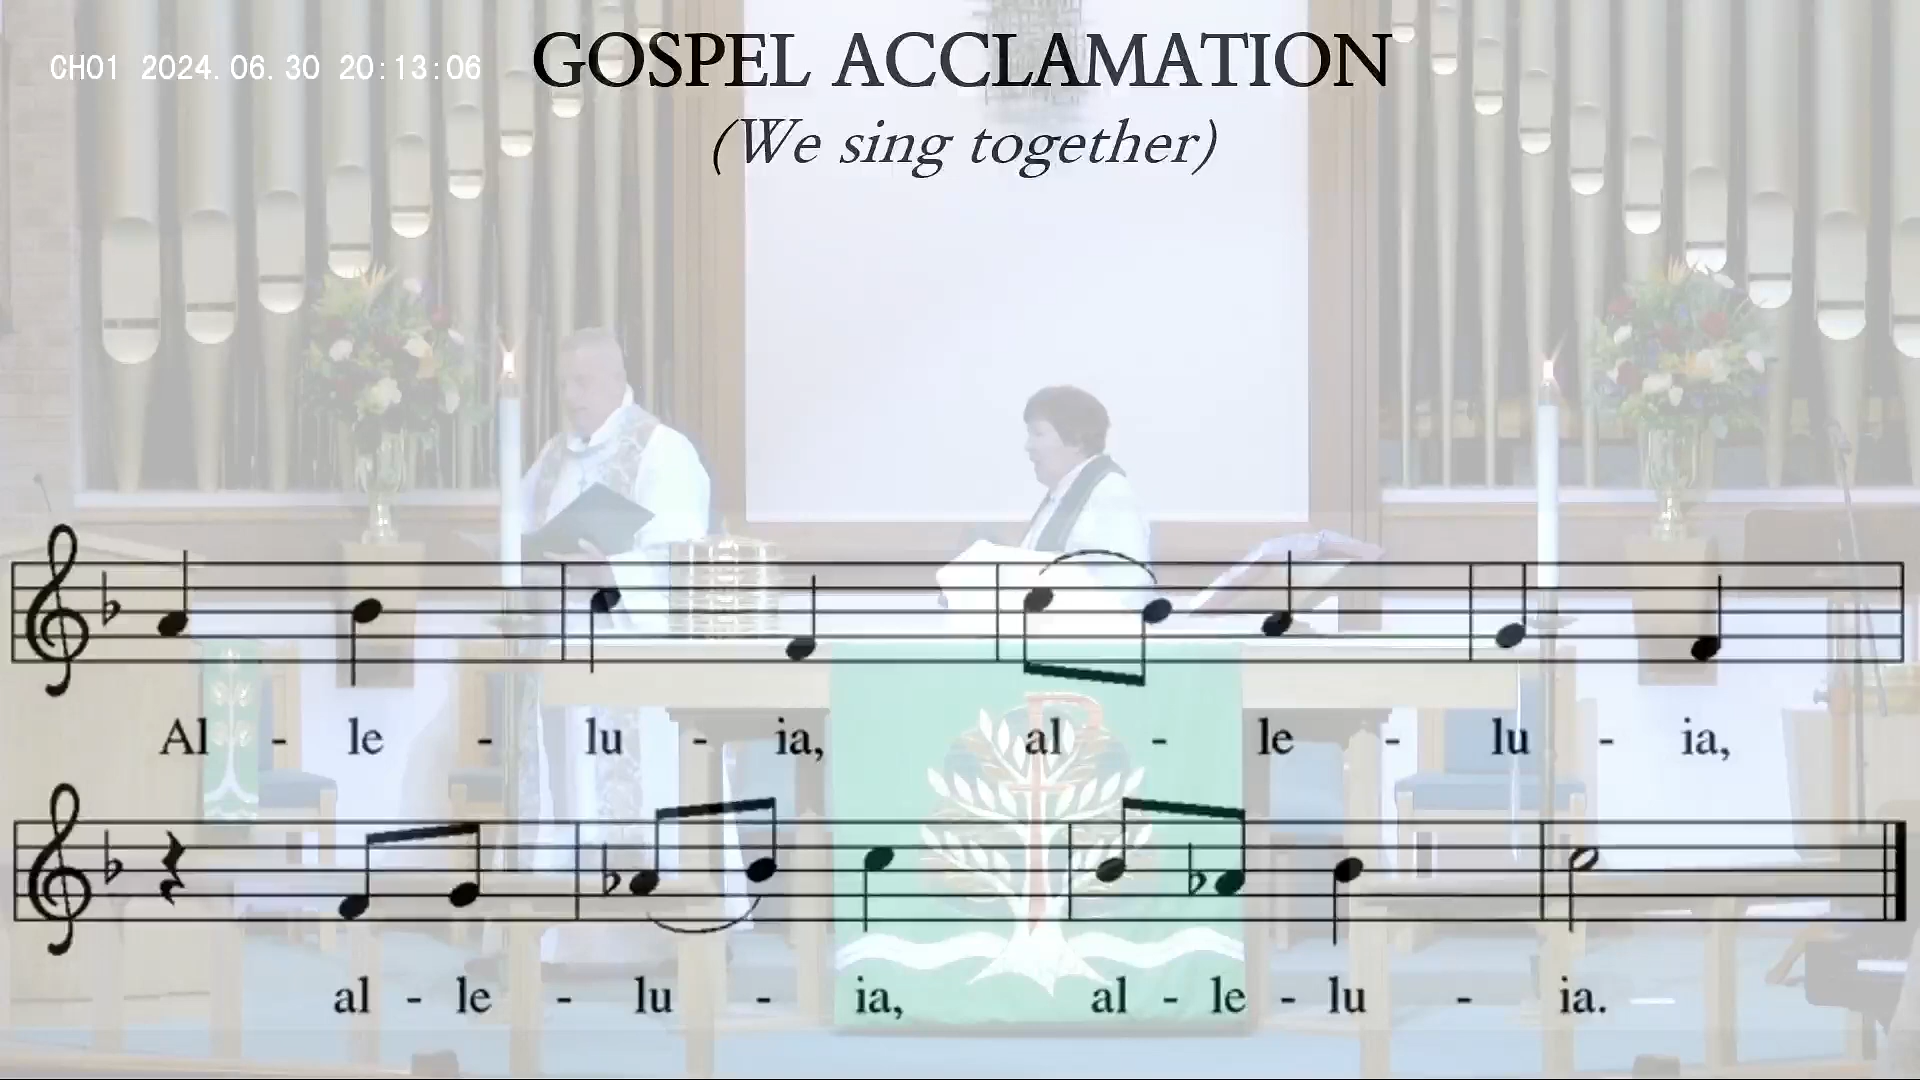 CH01 2024.06.30 20:13:06
GOSPEL ACCLAMATION
(We sing together)
Al - le - lu - ia, al - le - lu - ia,
al - le - lu - ia, al - le - lu - ia.